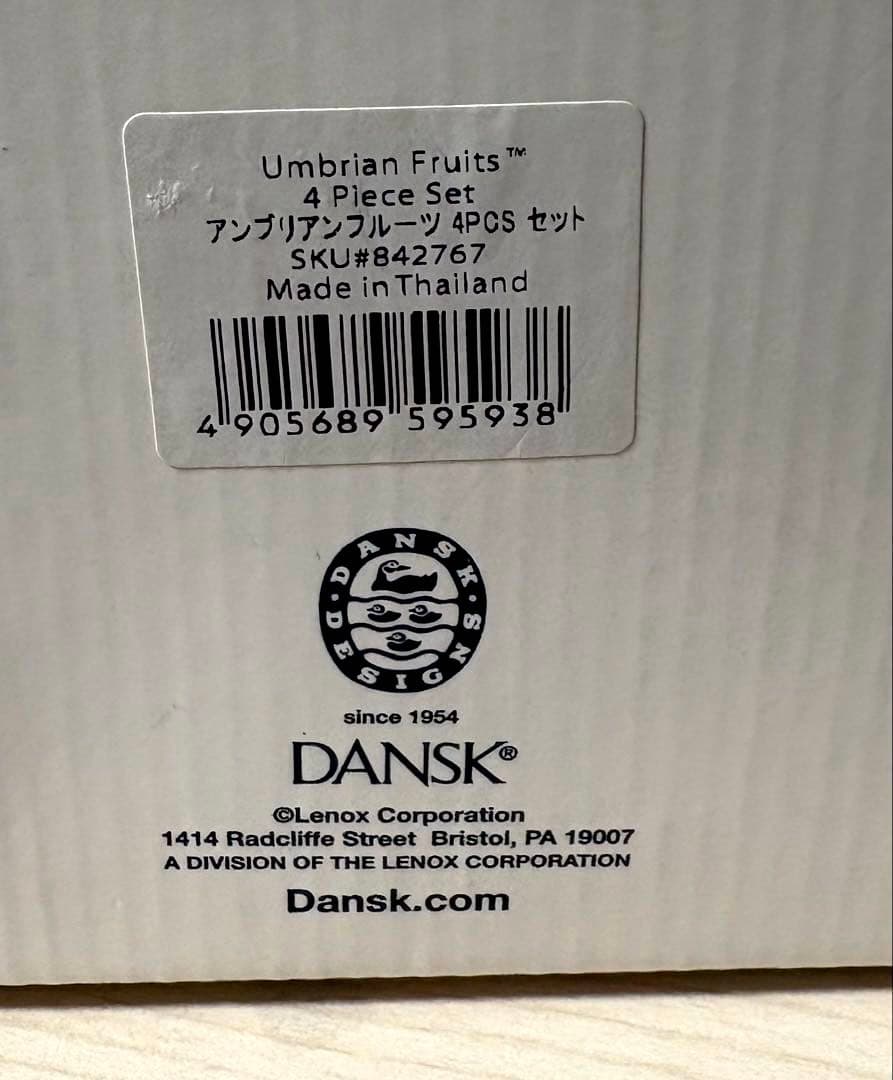 Umbrian Fruits™
4 Piece Set
アンブリアンフルーツ 4PCS セット
SKU#842767
Made in Thailand
4 905689 595938
DANSK · DESIGNS ·
since 1954
DANSK®
©Lenox Corporation
1414 Radcliffe Street Bristol, PA 19007
A DIVISION OF THE LENOX CORPORATION
Dansk.com